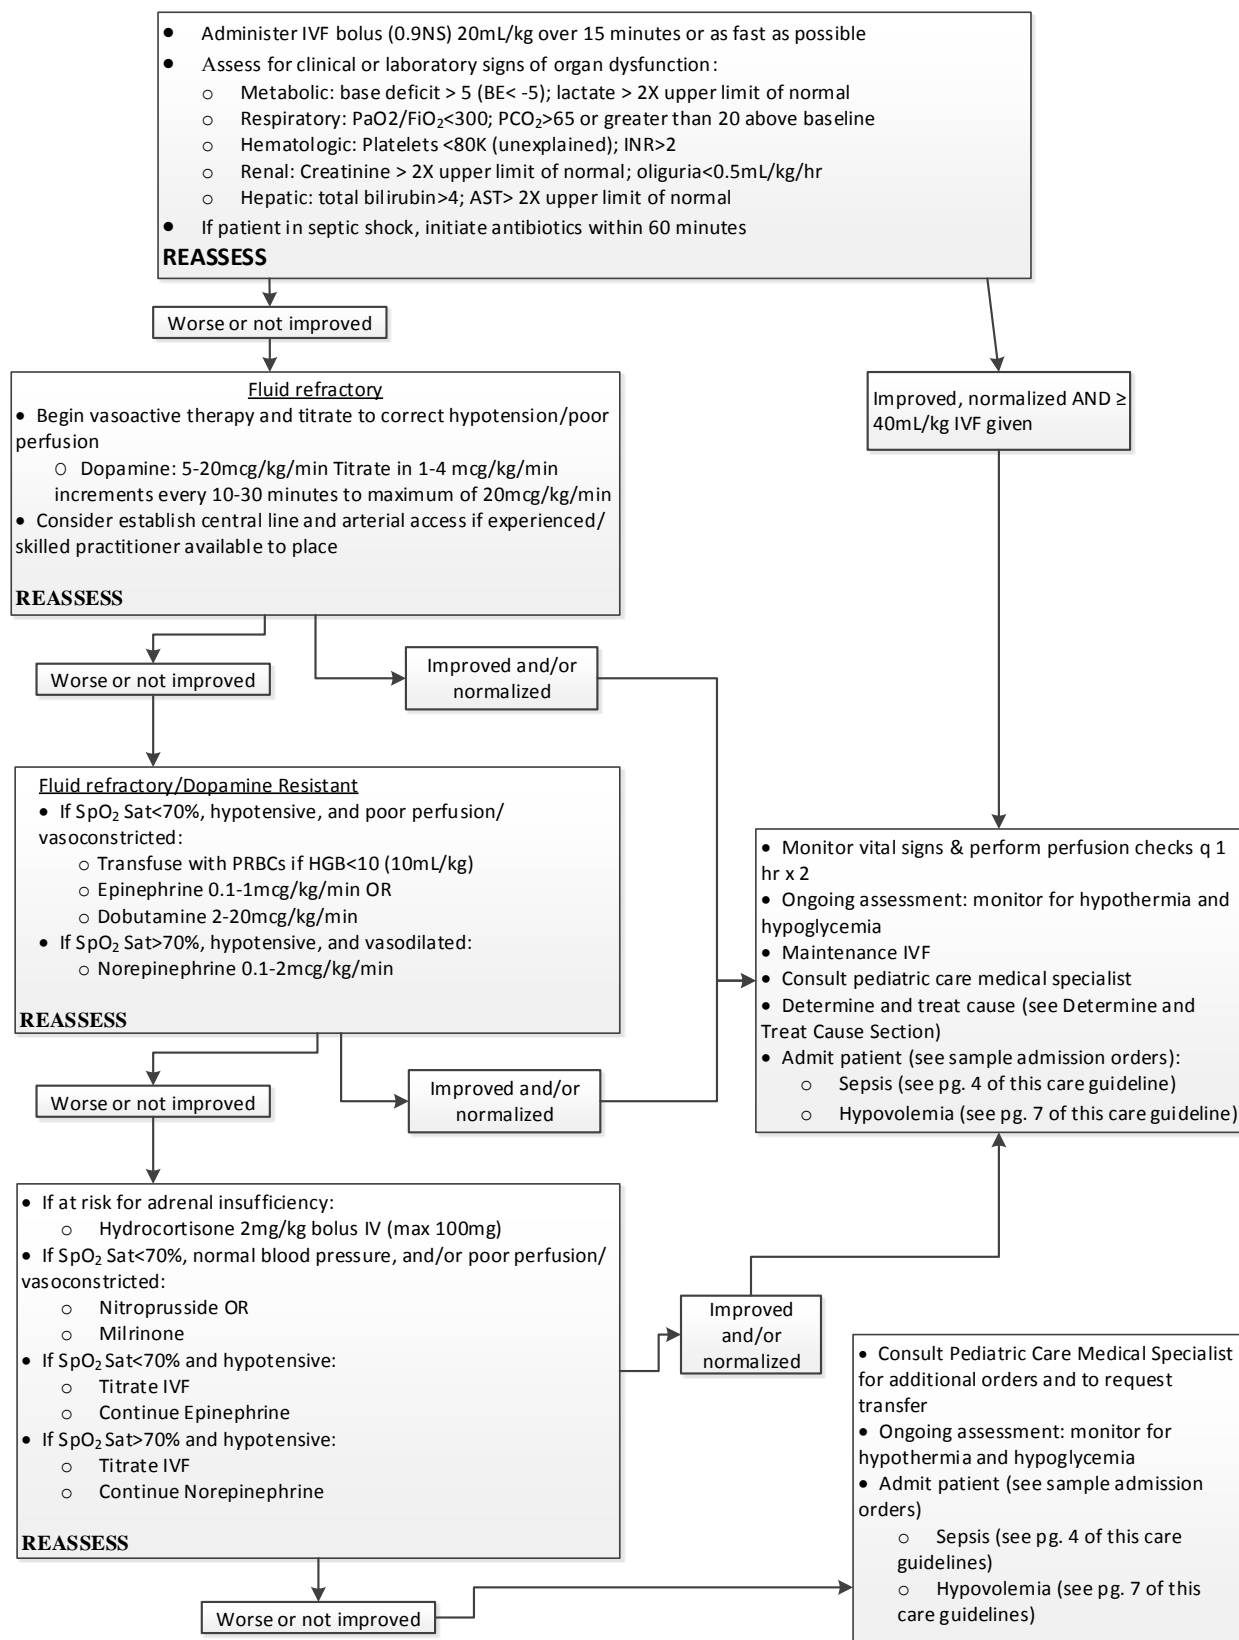 ● Administer IVF bolus (0.9NS) 20mL/kg over 15 minutes or as fast as possible
● Assess for clinical or laboratory signs of organ dysfunction:
○ Metabolic: base deficit > 5 (BE< -5); lactate > 2X upper limit of normal
○ Respiratory: PaO2/FiO₂<300; PCO₂>65 or greater than 20 above baseline
○ Hematologic: Platelets <80K (unexplained); INR>2
○ Renal: Creatinine > 2X upper limit of normal; oliguria<0.5mL/kg/hr
○ Hepatic: total bilirubin>4; AST> 2X upper limit of normal
● If patient in septic shock, initiate antibiotics within 60 minutes
REASSESS
Worse or not improved
Improved, normalized AND ≥
40mL/kg IVF given
Fluid refractory
• Begin vasoactive therapy and titrate to correct hypotension/poor
perfusion
○ Dopamine: 5-20mcg/kg/min Titrate in 1-4 mcg/kg/min
increments every 10-30 minutes to maximum of 20mcg/kg/min
• Consider establish central line and arterial access if experienced/
skilled practitioner available to place
REASSESS
Worse or not improved
Improved and/or
normalized
Fluid refractory/Dopamine Resistant
• If SpO₂ Sat<70%, hypotensive, and poor perfusion/
vasoconstricted:
○ Transfuse with PRBCs if HGB<10 (10mL/kg)
○ Epinephrine 0.1-1mcg/kg/min OR
○ Dobutamine 2-20mcg/kg/min
• If SpO₂ Sat>70%, hypotensive, and vasodilated:
○ Norepinephrine 0.1-2mcg/kg/min
REASSESS
Worse or not improved
Improved and/or
normalized
• Monitor vital signs & perform perfusion checks q 1
hr x 2
• Ongoing assessment: monitor for hypothermia and
hypoglycemia
• Maintenance IVF
• Consult pediatric care medical specialist
• Determine and treat cause (see Determine and
Treat Cause Section)
• Admit patient (see sample admission orders):
○ Sepsis (see pg. 4 of this care guideline)
○ Hypovolemia (see pg. 7 of this care guideline)
• If at risk for adrenal insufficiency:
○ Hydrocortisone 2mg/kg bolus IV (max 100mg)
• If SpO₂ Sat<70%, normal blood pressure, and/or poor perfusion/
vasoconstricted:
○ Nitroprusside OR
○ Milrinone
• If SpO₂ Sat<70% and hypotensive:
○ Titrate IVF
○ Continue Epinephrine
• If SpO₂ Sat>70% and hypotensive:
○ Titrate IVF
○ Continue Norepinephrine
REASSESS
Improved
and/or
normalized
Worse or not improved
• Consult Pediatric Care Medical Specialist
for additional orders and to request
transfer
• Ongoing assessment: monitor for
hypothermia and hypoglycemia
• Admit patient (see sample admission
orders)
○ Sepsis (see pg. 4 of this care
guidelines)
○ Hypovolemia (see pg. 7 of this
care guidelines)